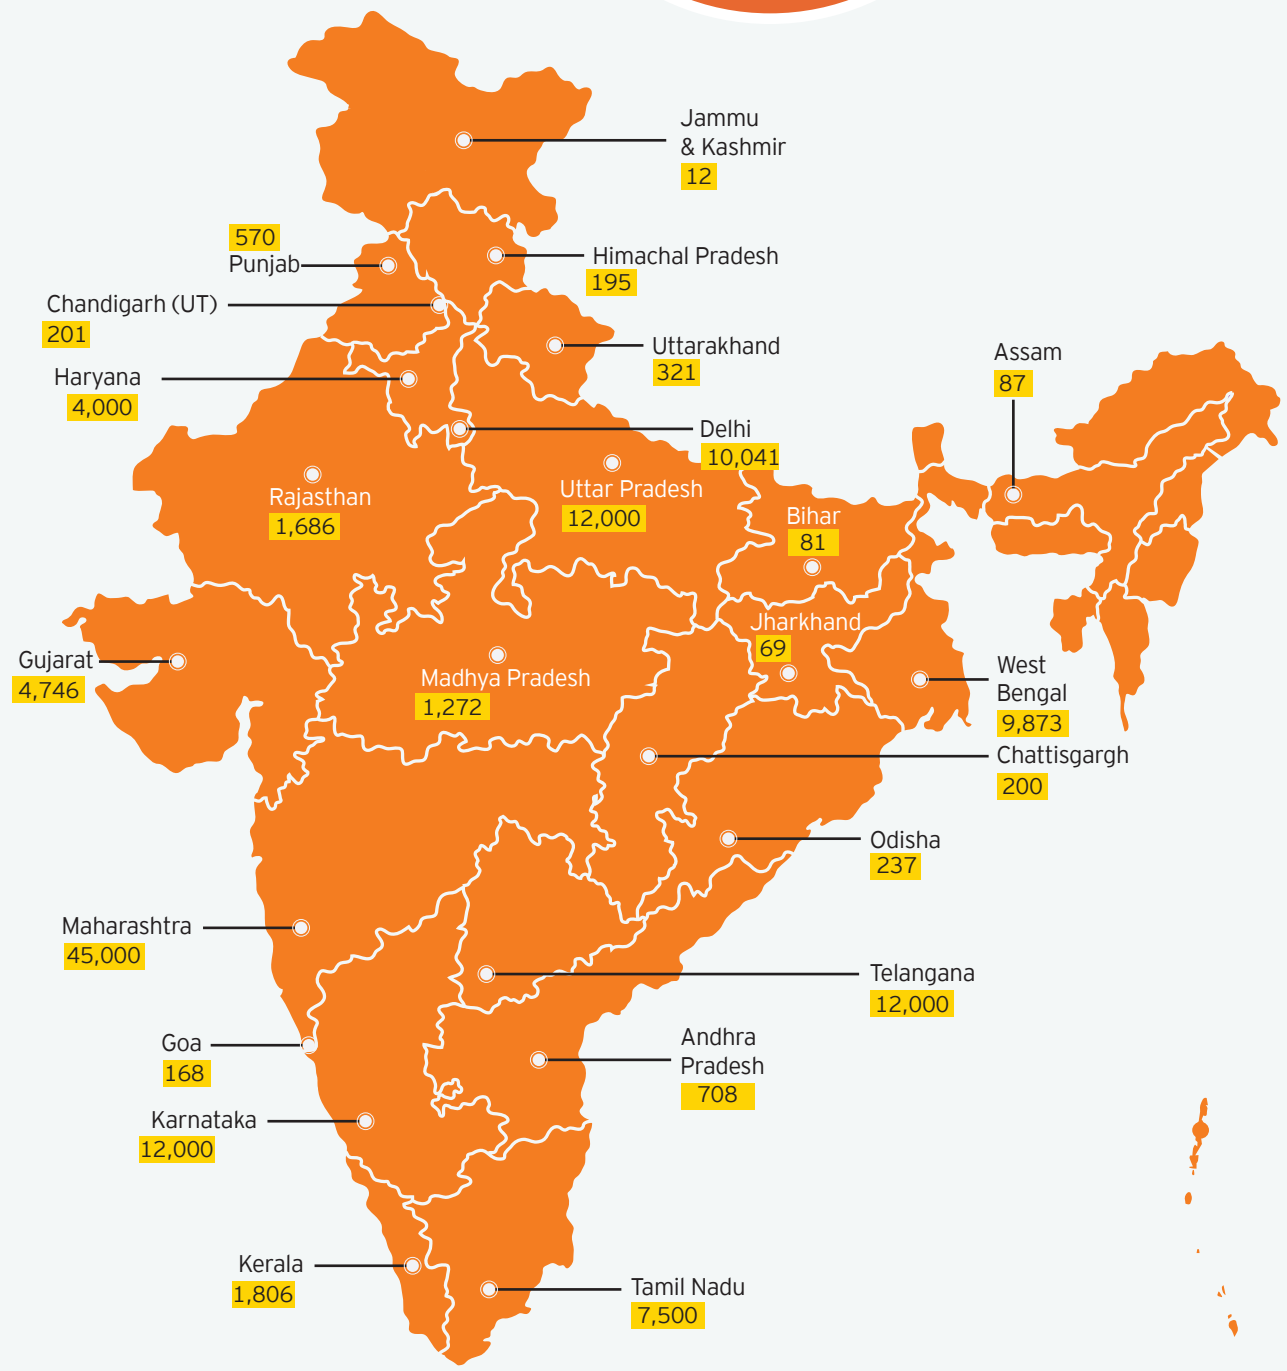 Jammu
& Kashmir
12
570
Punjab
Himachal Pradesh
195
Chandigarh (UT)
201
Uttarakhand
321
Assam
87
Haryana
4,000
Delhi
10,041
Rajasthan
1,686
Uttar Pradesh
12,000
Bihar
81
Jharkhand
69
Gujarat
4,746
Madhya Pradesh
1,272
West
Bengal
9,873
Chattisgargh
200
Odisha
237
Maharashtra
45,000
Telangana
12,000
Goa
168
Andhra
Pradesh
708
Karnataka
12,000
Kerala
1,806
Tamil Nadu
7,500